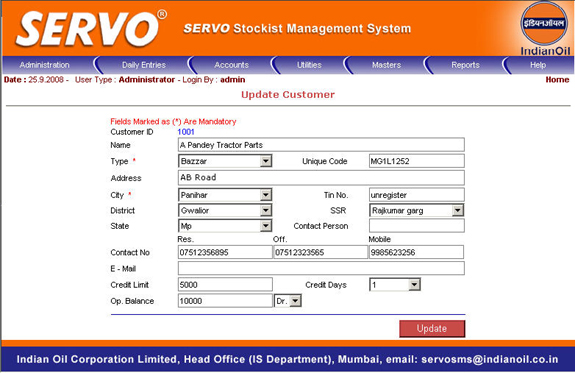 SERVO®
SERVO Stockist Management System
इंडियनऑयल
IndianOil
Administration Daily Entries Accounts Utilities Masters Reports Help
Date : 25.9.2008 - User Type : Administrator - Login By : admin Home
Update Customer
Fields Marked as (*) Are Mandatory
Customer ID 1001
Name A Pandey Tractor Parts
Type * Bazzar Unique Code MG1L1252
Address AB Road
City * Panihar Tin No. unregister
District Gwalior SSR Rajkumar garg
State Mp Contact Person
Res. Off. Mobile
Contact No 07512356895 07512323565 9985623256
E - Mail
Credit Limit 5000 Credit Days 1
Op. Balance 10000 Dr.
Update
Indian Oil Corporation Limited, Head Office (IS Department), Mumbai, email: servosms@indianoil.co.in